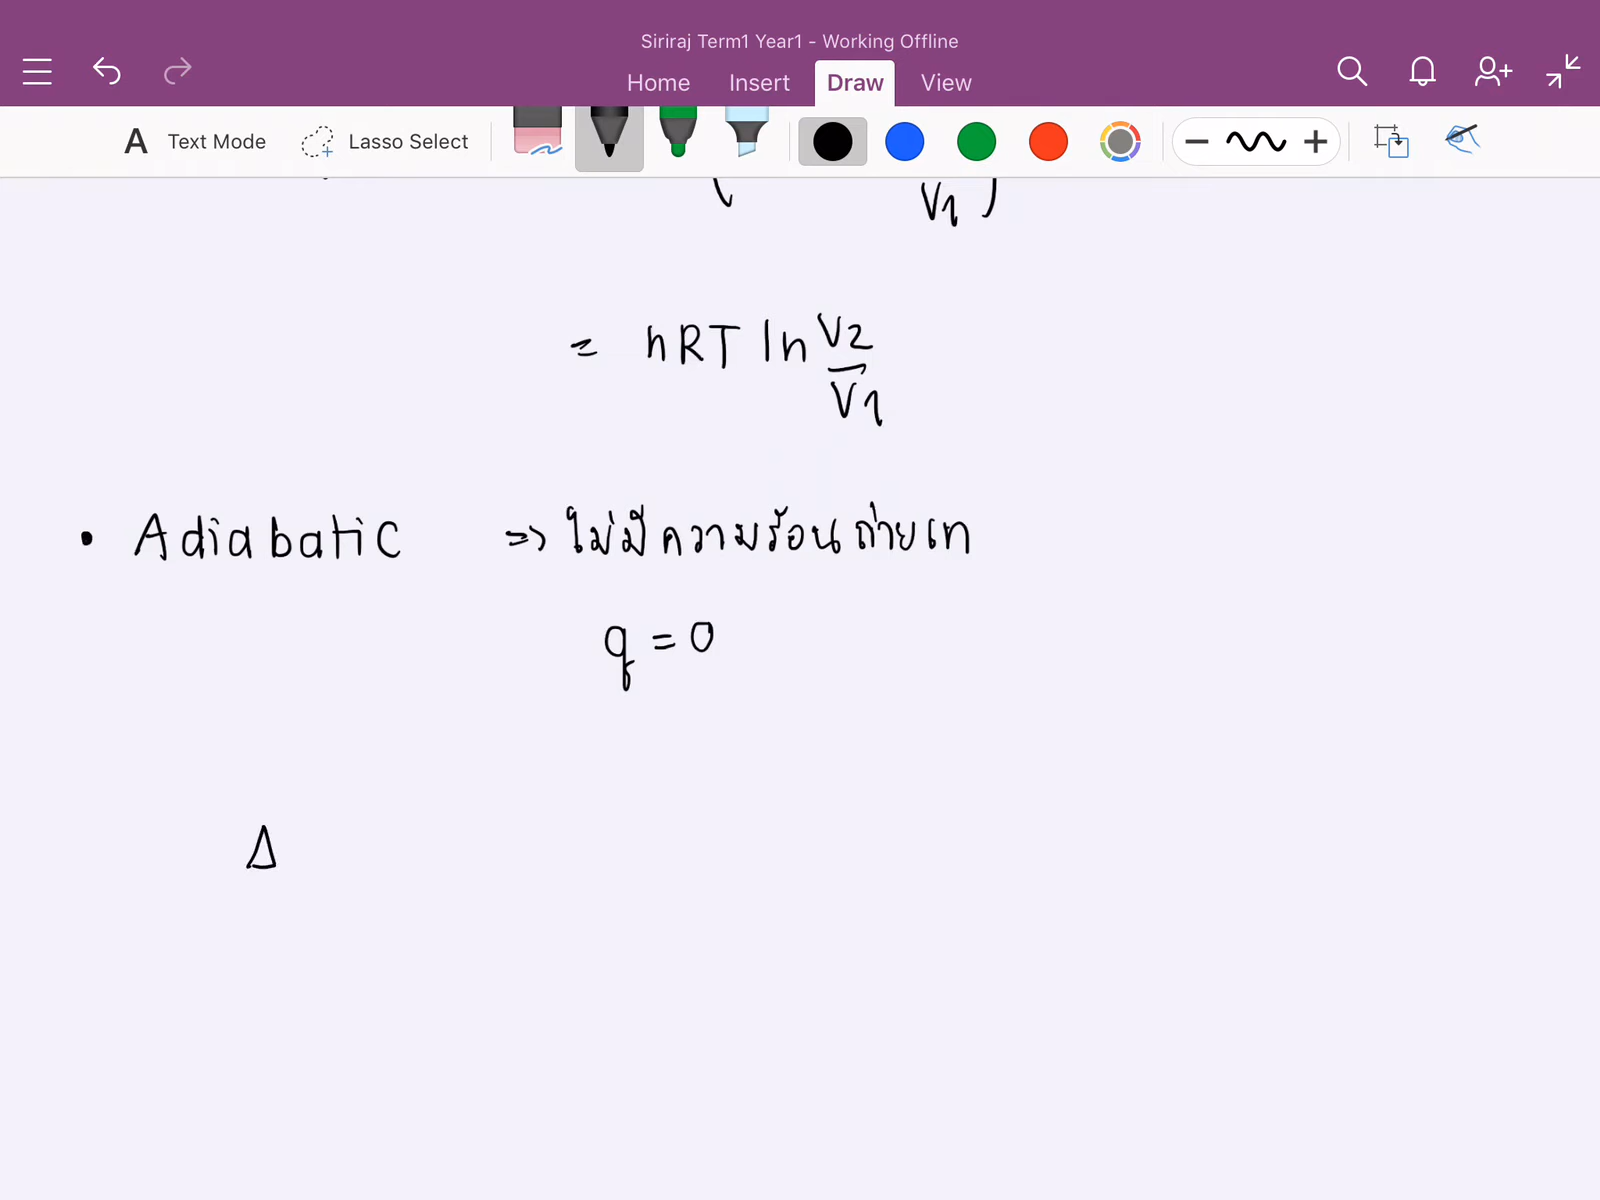 Siriraj Term1 Year1 - Working Offline
Home Insert Draw View
A Text Mode Lasso Select
( V1 )
= nRT ln V2
V1
• Adiabatic => ไม่มีความร้อนถ่ายเท
q = 0
Δ